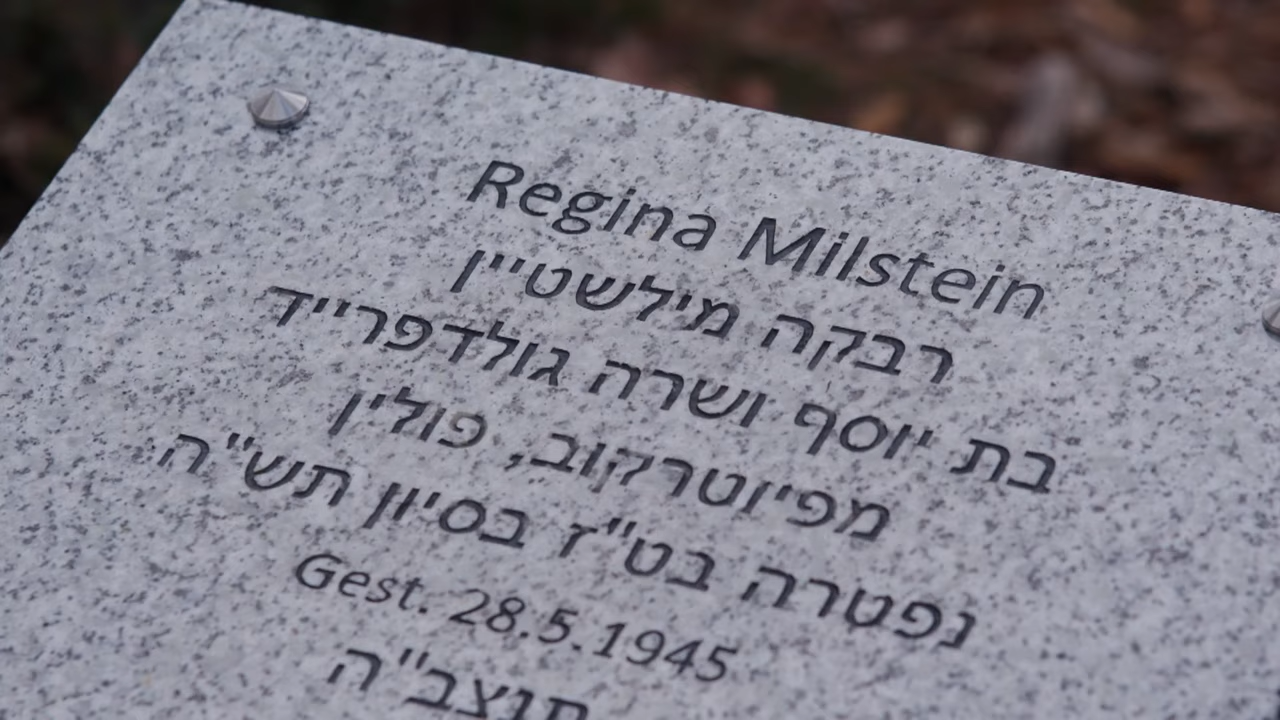 Regina Milstein
רבקה מילשטיין
בת יוסף ושרה גולדפרייד
מפיוטרקוב, פולין
נפטרה בט"ז בסיון תש"ה
Gest. 28.5.1945
תנצב"ה